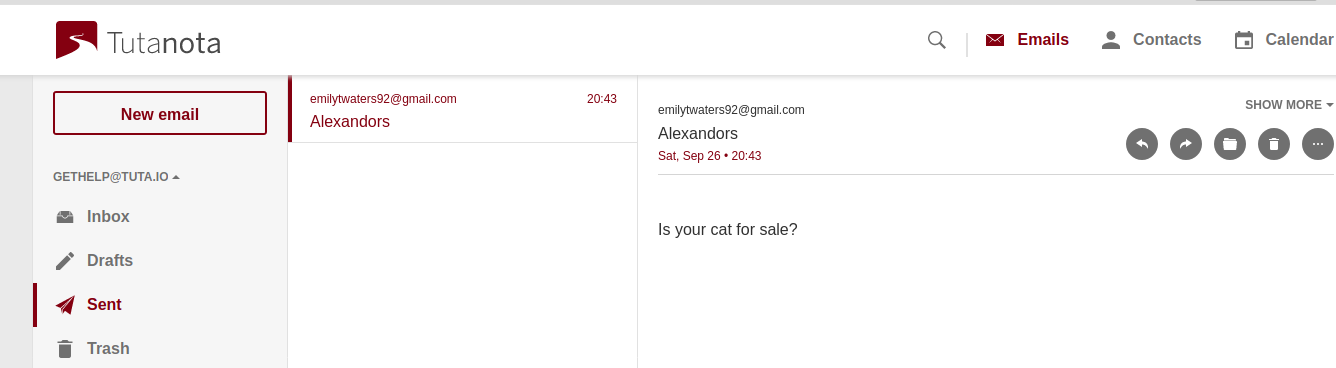 Tutanota
Emails
Contacts
Calendar
New email
GETHELP@TUTA.IO
Inbox
Drafts
Sent
Trash
emilytwaters92@gmail.com 20:43
Alexandors
emilytwaters92@gmail.com
SHOW MORE
Alexandors
Sat, Sep 26 • 20:43
Is your cat for sale?